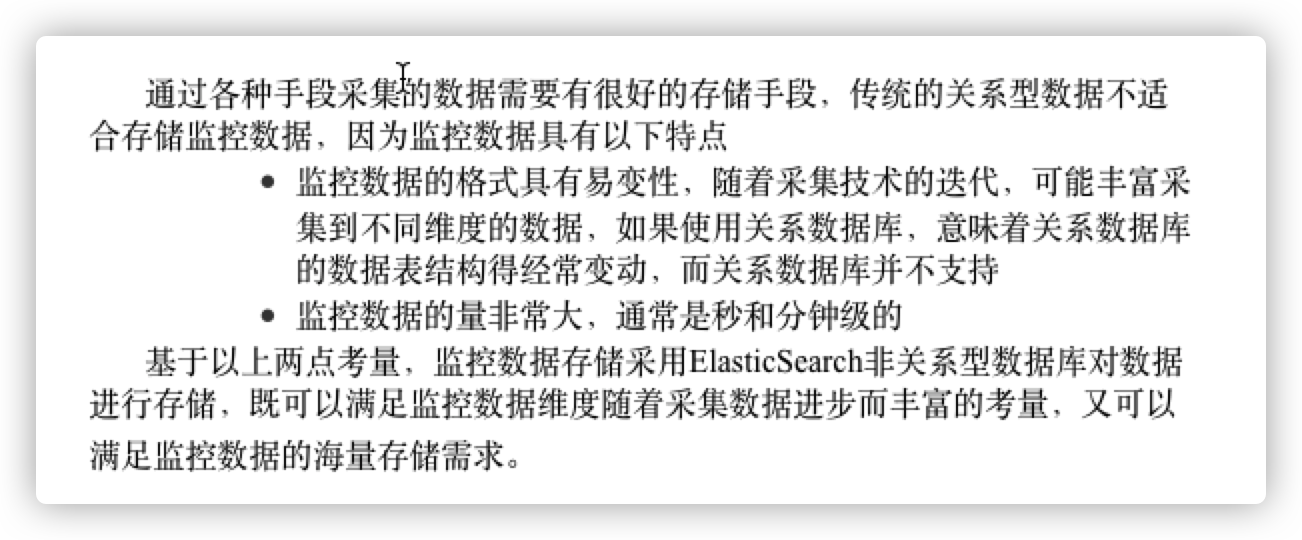 通过各种手段采集的数据需要有很好的存储手段，传统的关系型数据不适
合存储监控数据，因为监控数据具有以下特点
• 监控数据的格式具有易变性，随着采集技术的迭代，可能丰富采
集到不同维度的数据，如果使用关系数据库，意味着关系数据库
的数据表结构得经常变动，而关系数据库并不支持
• 监控数据的量非常大，通常是秒和分钟级的
基于以上两点考量，监控数据存储采用ElasticSearch非关系型数据库对数据
进行存储，既可以满足监控数据维度随着采集数据进步而丰富的考量，又可以
满足监控数据的海量存储需求。